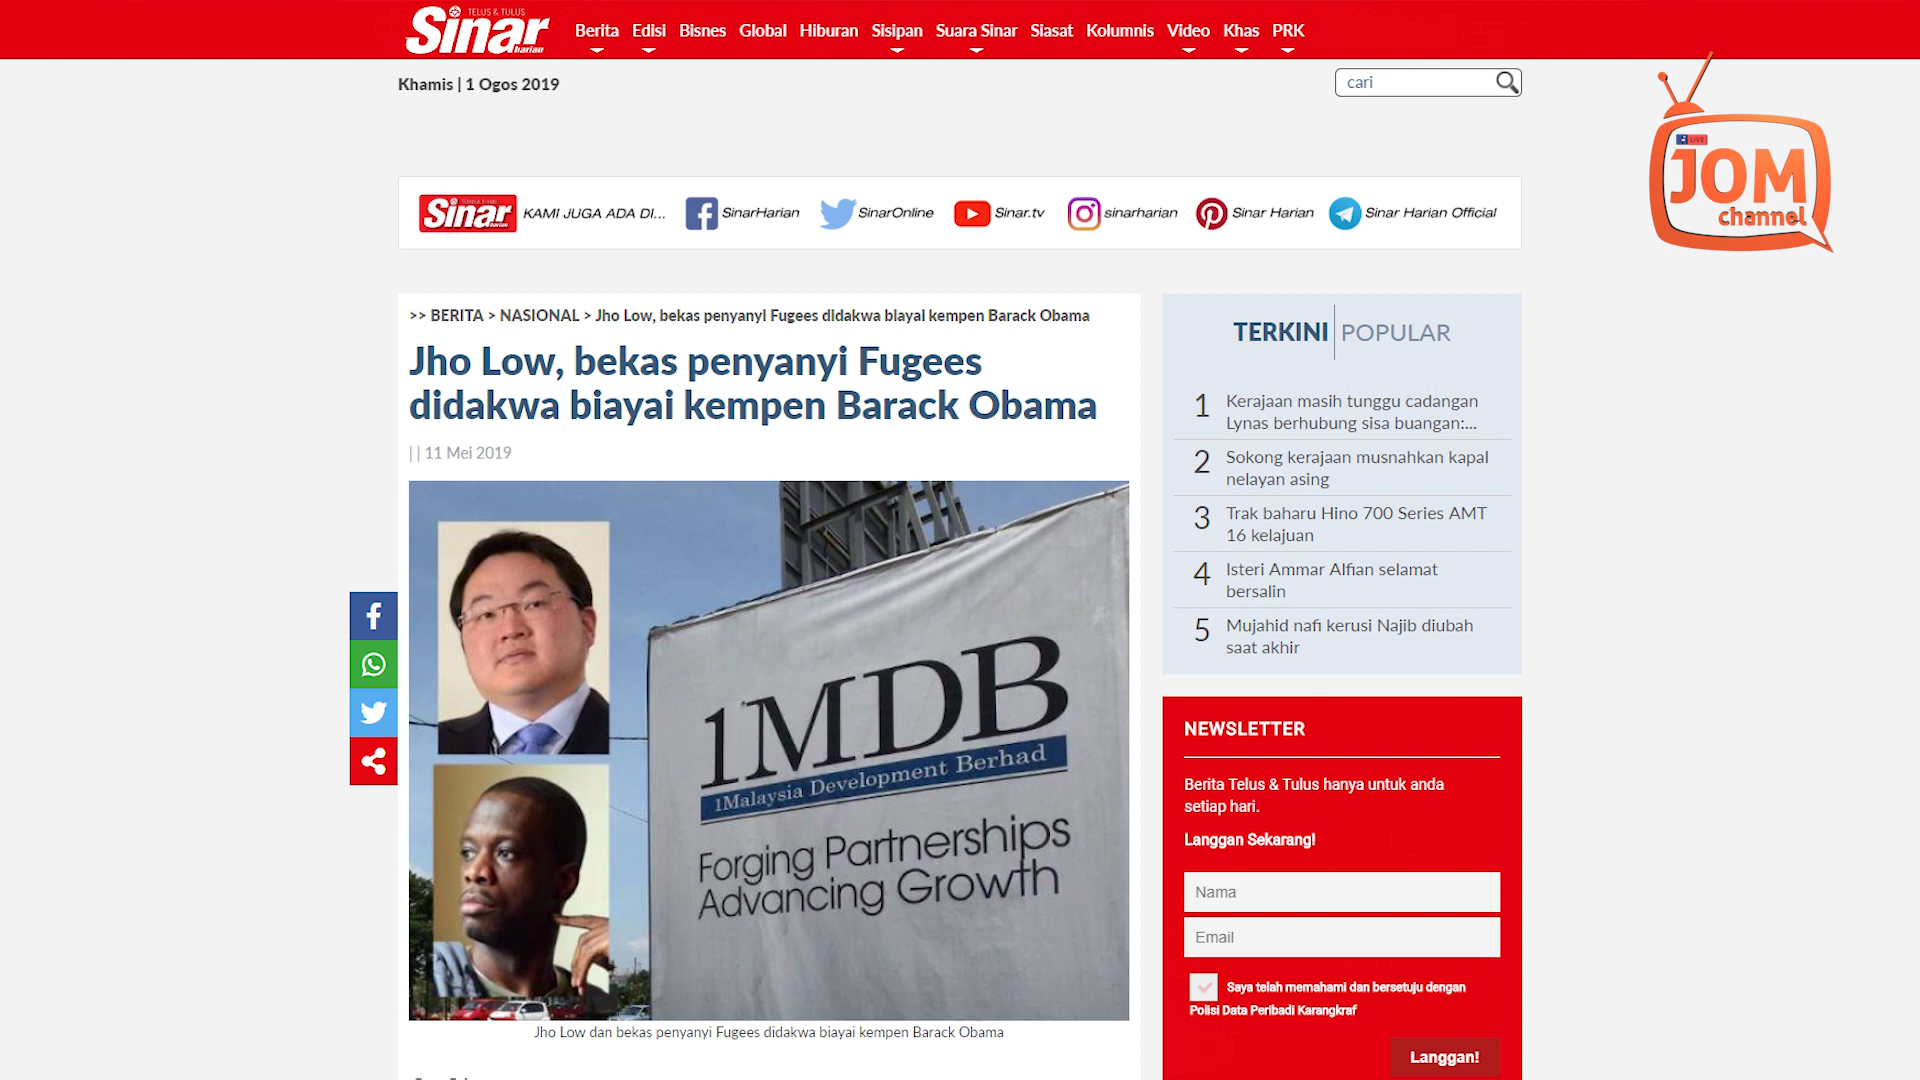 TELUS & TULUS
Sinar
harian
Berita Edisi Bisnes Global Hiburan Sisipan Suara Sinar Siasat Kolumnis Video Khas PRK
Khamis | 1 Ogos 2019
cari
LIVE
JOM
channel
Sinar
harian
KAMI JUGA ADA DI... SinarHarian SinarOnline Sinar.tv sinarharian Sinar Harian Sinar Harian Official
>> BERITA > NASIONAL > Jho Low, bekas penyanyi Fugees didakwa biayai kempen Barack Obama
Jho Low, bekas penyanyi Fugees
didakwa biayai kempen Barack Obama
| | 11 Mei 2019
1MDB
1Malaysia Development Berhad
Forging Partnerships
Advancing Growth
Jho Low dan bekas penyanyi Fugees didakwa biayai kempen Barack Obama
TERKINI POPULAR
1 Kerajaan masih tunggu cadangan
Lynas berhubung sisa buangan:...
2 Sokong kerajaan musnahkan kapal
nelayan asing
3 Trak baharu Hino 700 Series AMT
16 kelajuan
4 Isteri Ammar Alfian selamat
bersalin
5 Mujahid nafi kerusi Najib diubah
saat akhir
NEWSLETTER
Berita Telus & Tulus hanya untuk anda
setiap hari.
Langgan Sekarang!
Nama
Email
Saya telah memahami dan bersetuju dengan
Polisi Data Peribadi Karangkraf
Langgan!